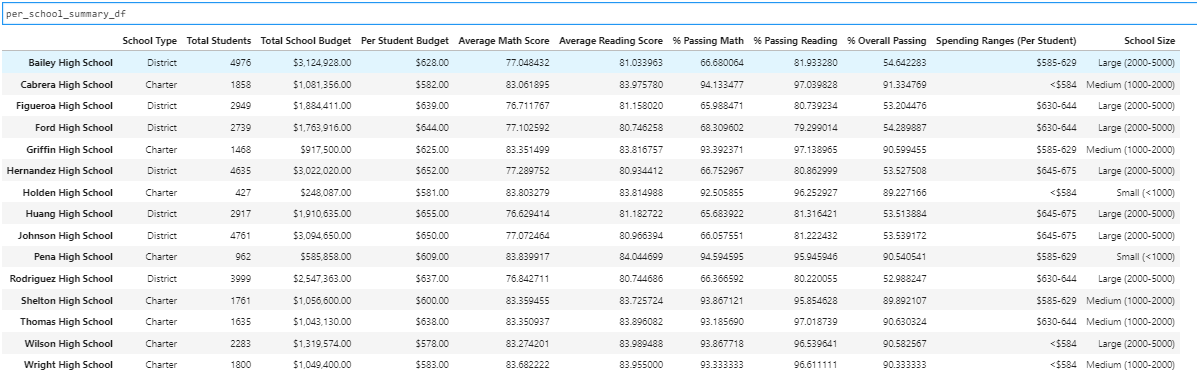 per_school_summary_df
School Type Total Students Total School Budget Per Student Budget Average Math Score Average Reading Score % Passing Math % Passing Reading % Overall Passing Spending Ranges (Per Student) School Size
Bailey High School District 4976 $3,124,928.00 $628.00 77.048432 81.033963 66.680064 81.933280 54.642283 $585-629 Large (2000-5000)
Cabrera High School Charter 1858 $1,081,356.00 $582.00 83.061895 83.975780 94.133477 97.039828 91.334769 <$584 Medium (1000-2000)
Figueroa High School District 2949 $1,884,411.00 $639.00 76.711767 81.158020 65.988471 80.739234 53.204476 $630-644 Large (2000-5000)
Ford High School District 2739 $1,763,916.00 $644.00 77.102592 80.746258 68.309602 79.299014 54.289887 $630-644 Large (2000-5000)
Griffin High School Charter 1468 $917,500.00 $625.00 83.351499 83.816757 93.392371 97.138965 90.599455 $585-629 Medium (1000-2000)
Hernandez High School District 4635 $3,022,020.00 $652.00 77.289752 80.934412 66.752967 80.862999 53.527508 $645-675 Large (2000-5000)
Holden High School Charter 427 $248,087.00 $581.00 83.803279 83.814988 92.505855 96.252927 89.227166 <$584 Small (<1000)
Huang High School District 2917 $1,910,635.00 $655.00 76.629414 81.182722 65.683922 81.316421 53.513884 $645-675 Large (2000-5000)
Johnson High School District 4761 $3,094,650.00 $650.00 77.072464 80.966394 66.057551 81.222432 53.539172 $645-675 Large (2000-5000)
Pena High School Charter 962 $585,858.00 $609.00 83.839917 84.044699 94.594595 95.945946 90.540541 $585-629 Small (<1000)
Rodriguez High School District 3999 $2,547,363.00 $637.00 76.842711 80.744686 66.366592 80.220055 52.988247 $630-644 Large (2000-5000)
Shelton High School Charter 1761 $1,056,600.00 $600.00 83.359455 83.725724 93.867121 95.854628 89.892107 $585-629 Medium (1000-2000)
Thomas High School Charter 1635 $1,043,130.00 $638.00 83.350937 83.896082 93.185690 97.018739 90.630324 $630-644 Medium (1000-2000)
Wilson High School Charter 2283 $1,319,574.00 $578.00 83.274201 83.989488 93.867718 96.539641 90.582567 <$584 Large (2000-5000)
Wright High School Charter 1800 $1,049,400.00 $583.00 83.682222 83.955000 93.333333 96.611111 90.333333 <$584 Medium (1000-2000)